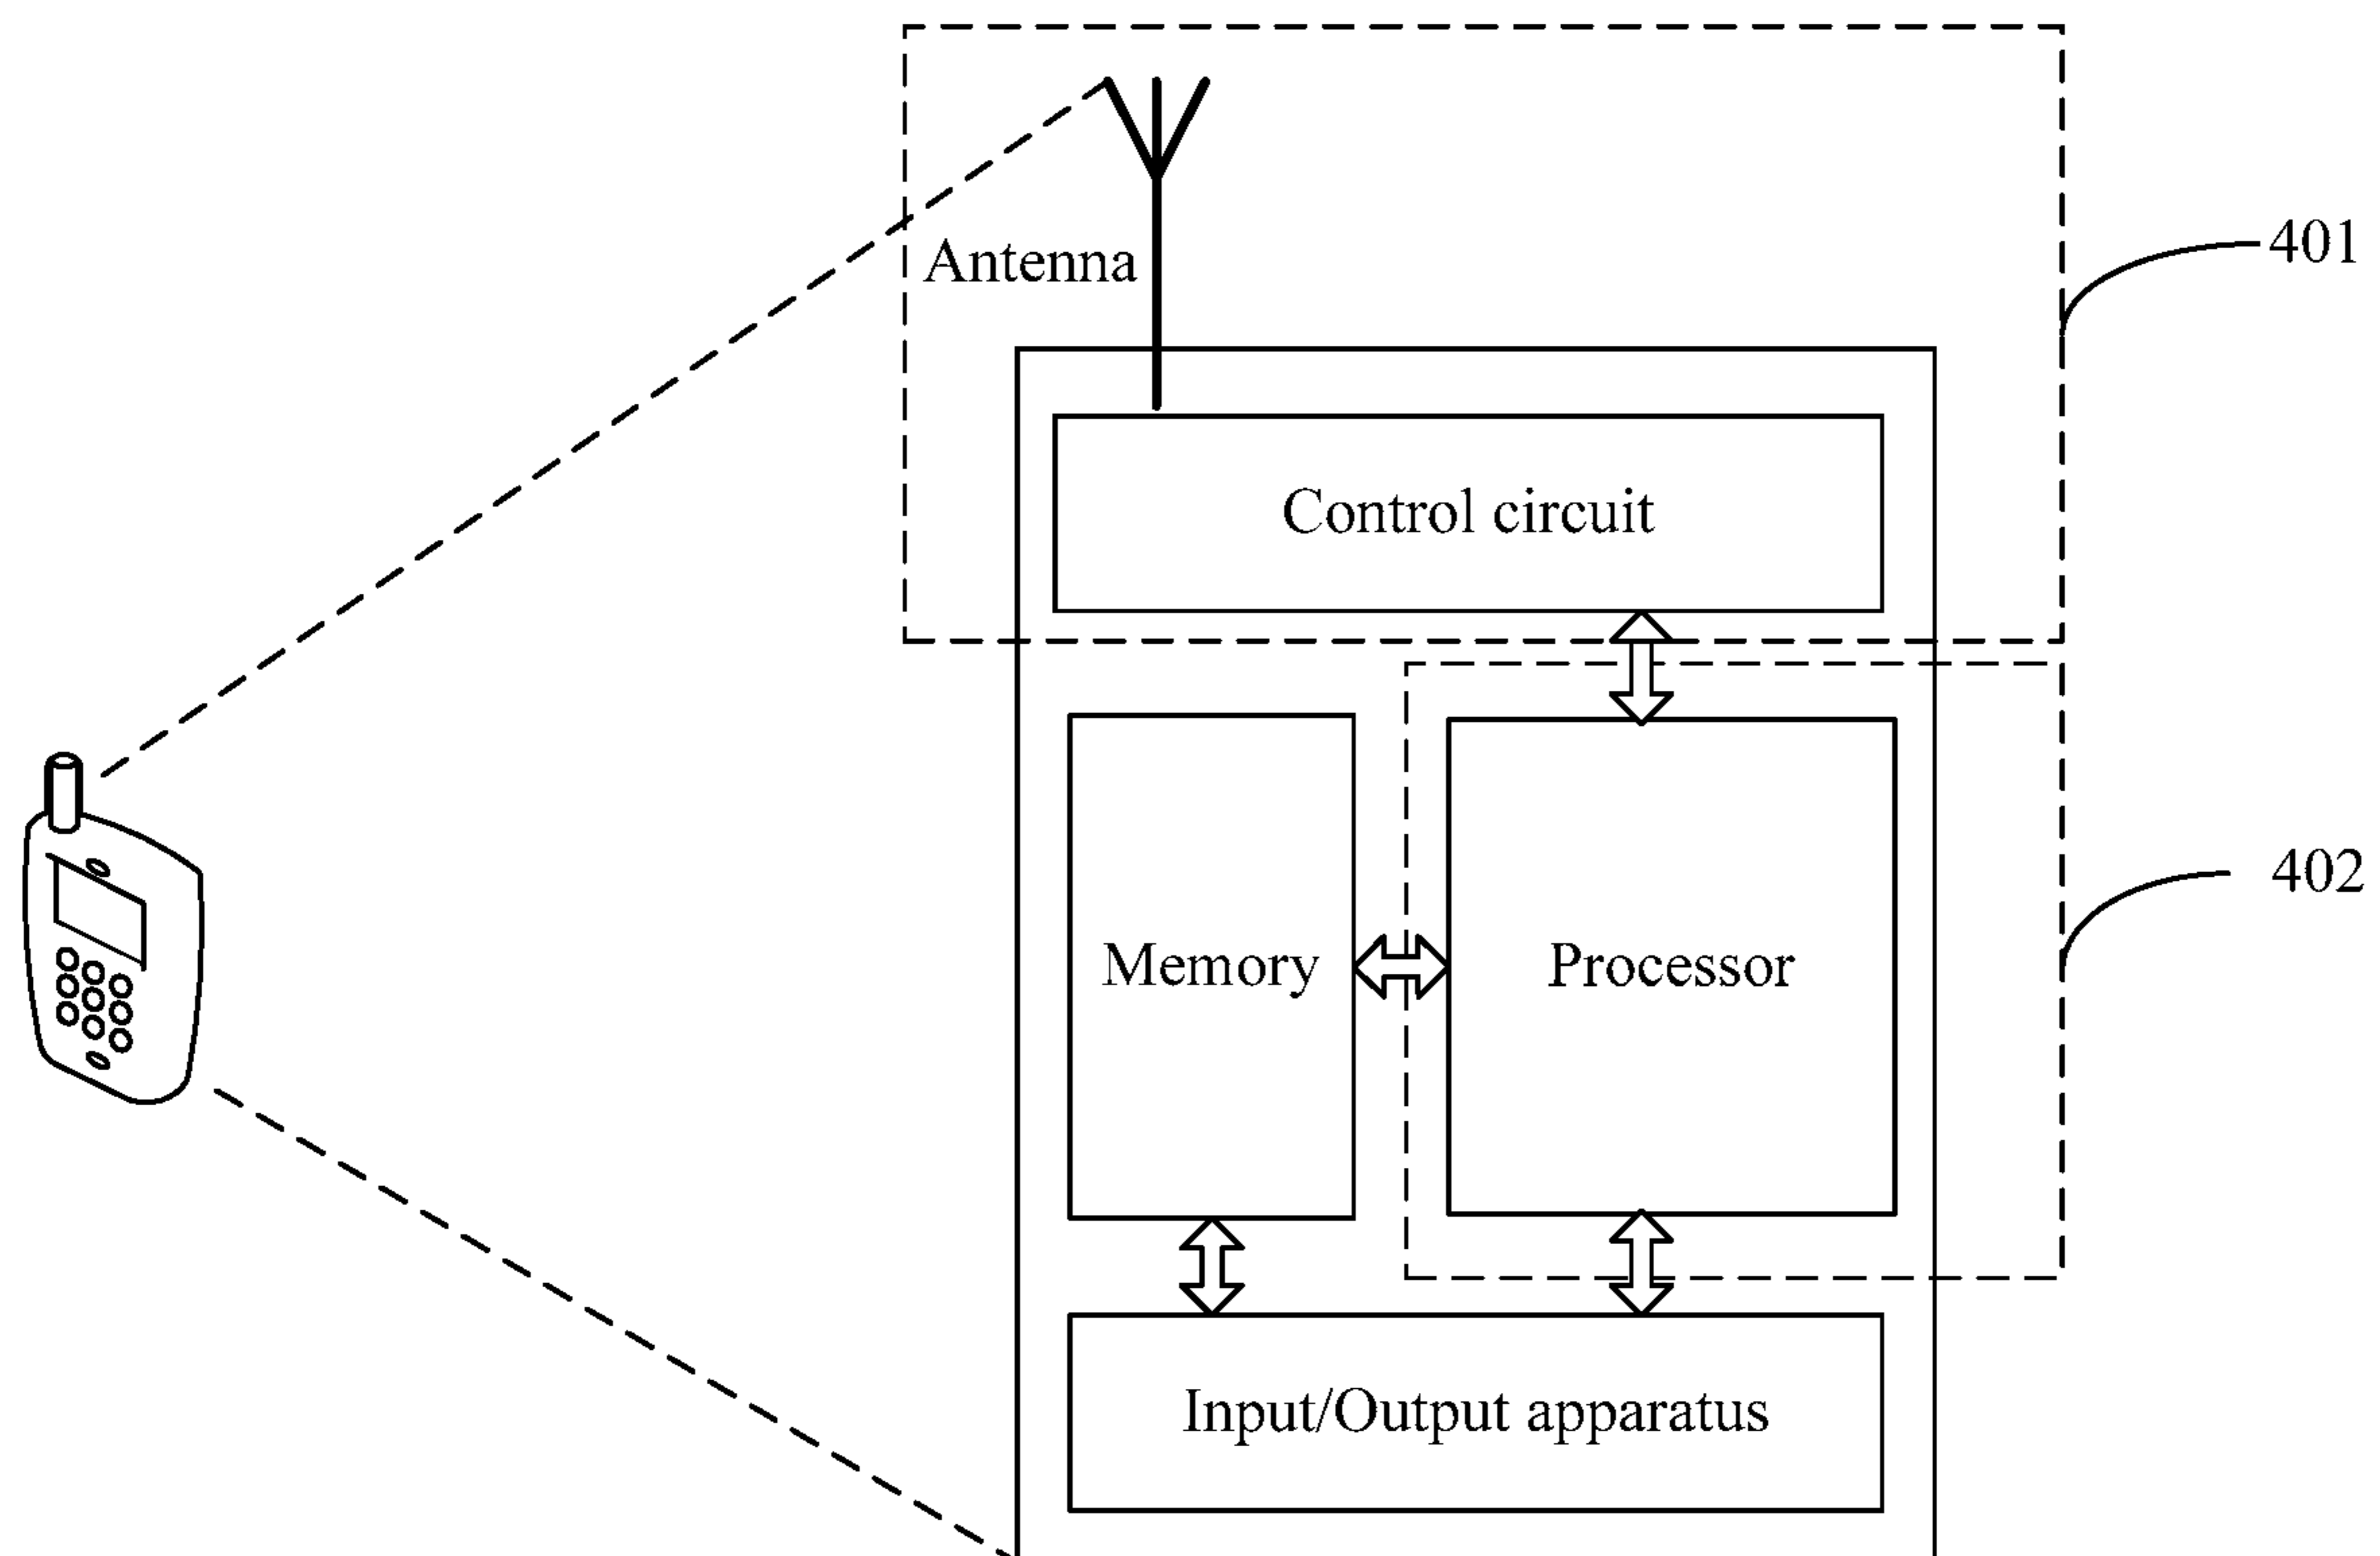 Antenna
401
Control circuit
402
Memory
Processor
Input/Output apparatus